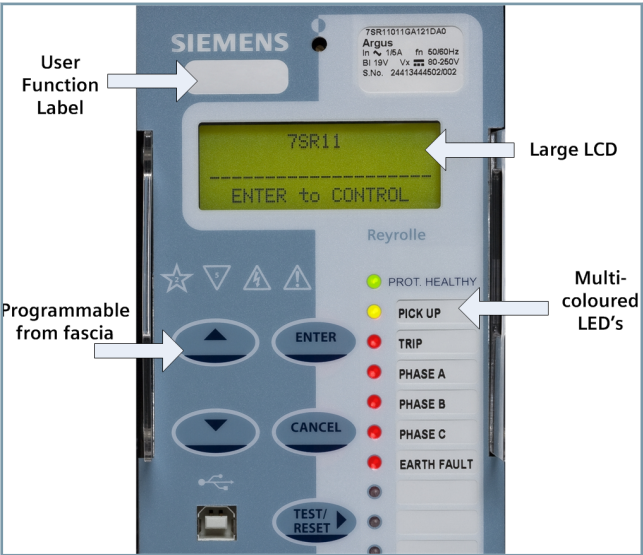 User
Function
Label
SIEMENS
7SR11011GA121DA0
Argus
In ~ 1/5A fn 50/60Hz
BI 19V Vx 80-250V
S.No. 24413444502/002
7SR11
ENTER to CONTROL
Large LCD
Reyrolle
2
5
PROT. HEALTHY
Multi-
coloured
LED's
Programmable
from fascia
ENTER
PICK UP
TRIP
PHASE A
PHASE B
CANCEL
PHASE C
EARTH FAULT
TEST/
RESET